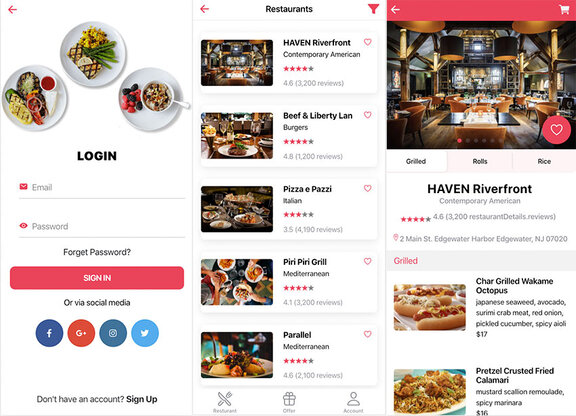 LOGIN
Email
Password
Forget Password?
SIGN IN
Or via social media
G+
Don't have an account? Sign Up
Restaurants
HAVEN Riverfront
Contemporary American
4.6 (3,200 reviews)
Beef & Liberty Lan
Burgers
4.8 (1,200 reviews)
Pizza e Pazzi
Italian
3.5 (4,190 reviews)
Piri Piri Grill
Mediterranean
4.1 (3,200 reviews)
Parallel
Mediterranean
4.6 (2,100 reviews)
Resturant
Offer
Account
Grilled
Rolls
Rice
HAVEN Riverfront
Contemporary American
4.6 (3,200 restaurantDetails.reviews)
2 Main St. Edgewater Harbor Edgewater, NJ 07020
Grilled
Char Grilled Wakame
Octopus
japanese seaweed, avocado,
surimi crab meat, red onion,
pickled cucumber, spicy aioli
$17
Pretzel Crusted Fried
Calamari
mustard scallion remoulade,
spicy marinara
$16